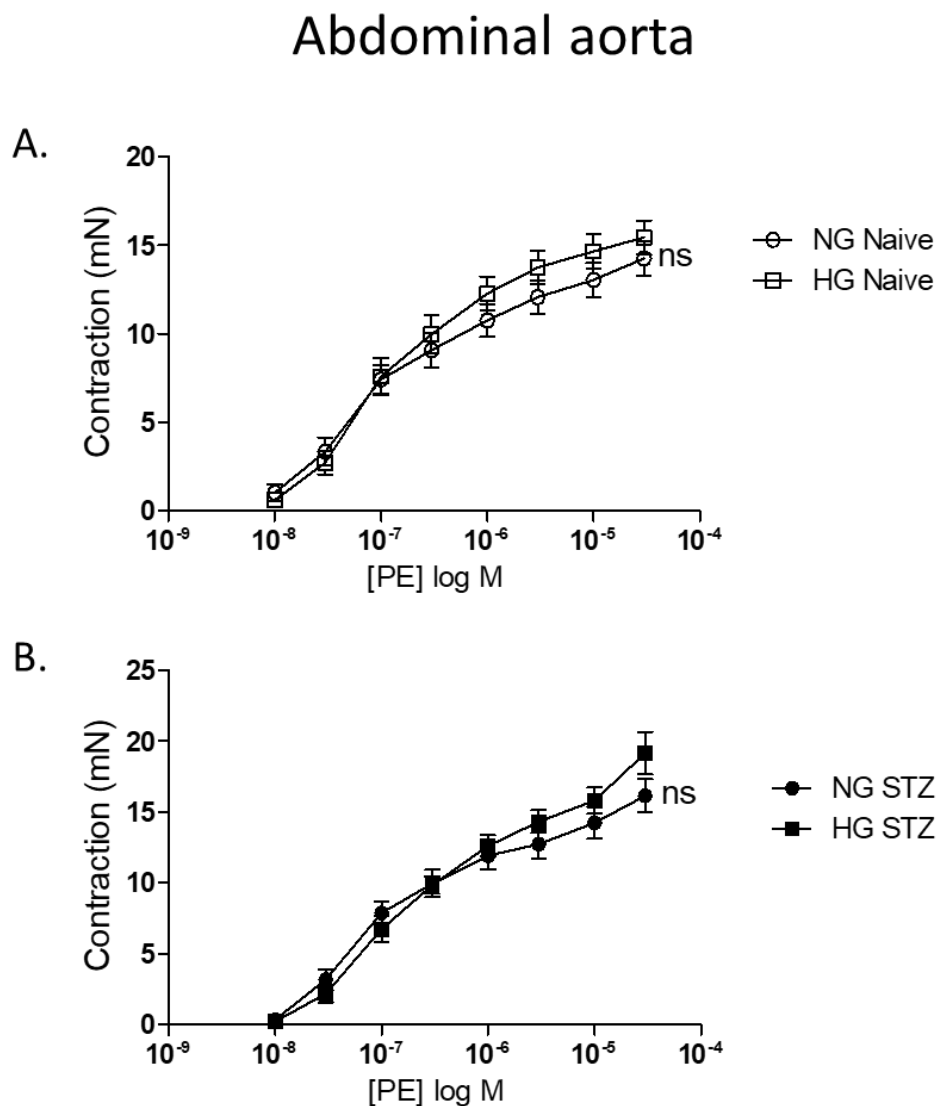 Abdominal aorta
A.
20
15
10
5
0
Contraction (mN)
ns
NG Naive
HG Naive
10⁻⁹ 10⁻⁸ 10⁻⁷ 10⁻⁶ 10⁻⁵ 10⁻⁴
[PE] log M
B.
25
20
15
10
5
0
Contraction (mN)
ns
NG STZ
HG STZ
10⁻⁹ 10⁻⁸ 10⁻⁷ 10⁻⁶ 10⁻⁵ 10⁻⁴
[PE] log M